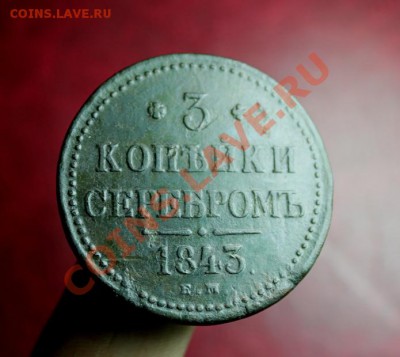 COINS.LAVE.RU
3
КОПѢЙКИ
СЕРЕБРОМЪ
1843.
Е.М.
COINS.LAVE.RU